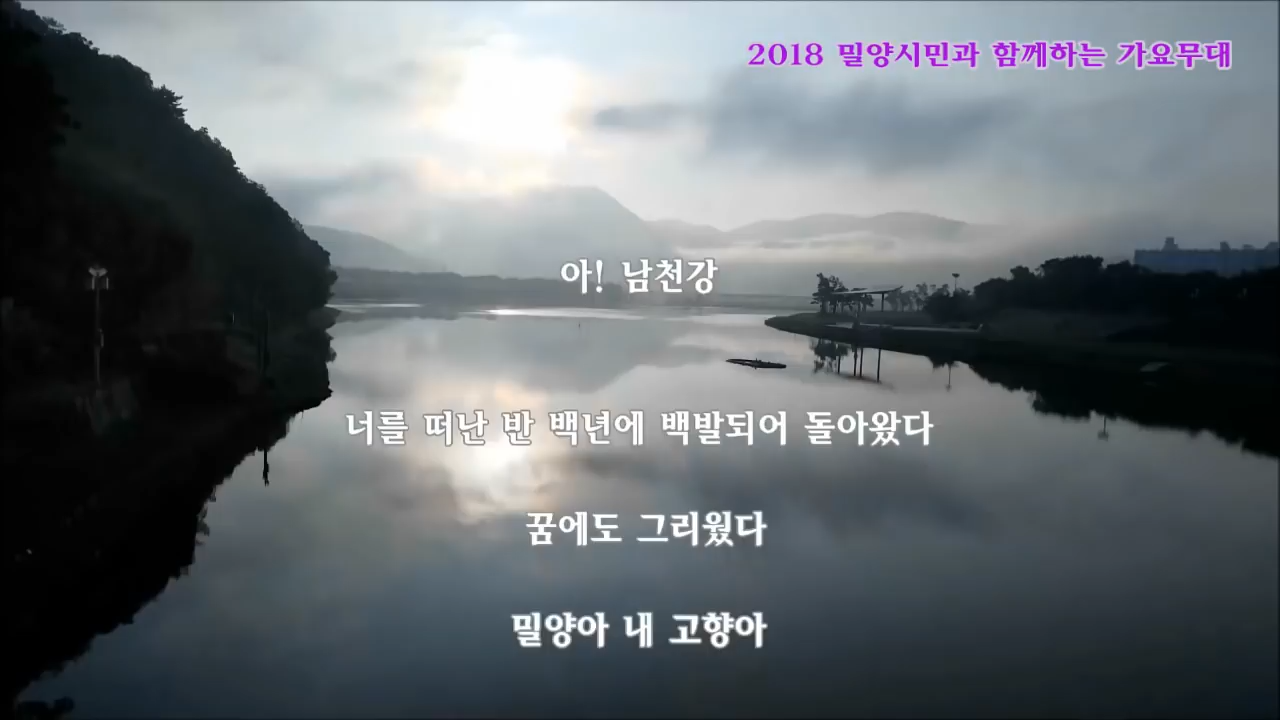 2018 밀양시민과 함께하는 가요무대
아! 남천강
너를 떠난 반 백년에 백발되어 돌아왔다
꿈에도 그리웠다
밀양아 내 고향아